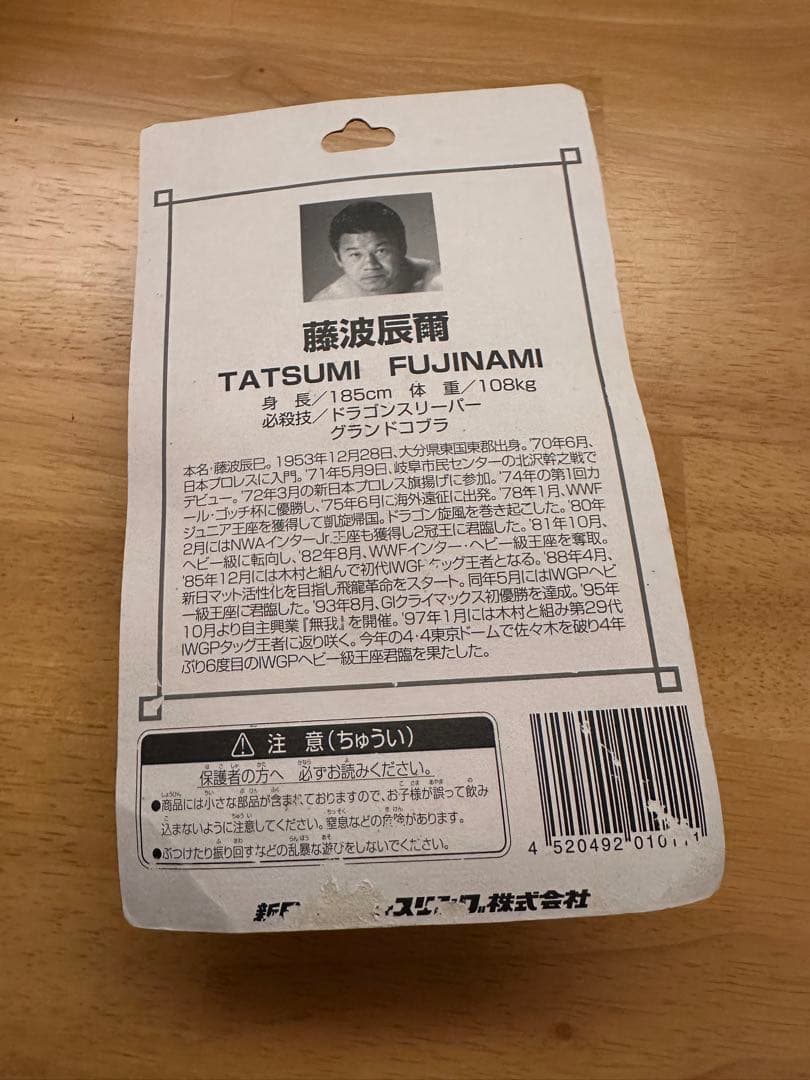 藤波辰爾
TATSUMI FUJINAMI
身 長／185cm 体 重／108kg
必殺技／ドラゴンスリーパー
グランドコブラ
本名・藤波辰巳。1953年12月28日、大分県東国東郡出身。'70年6月、
日本プロレスに入門。'71年5月9日、岐阜市民センターの北沢幹之戦で
デビュー。'72年3月の新日本プロレス旗揚げに参加。'74年の第1回カ
ール・ゴッチ杯に優勝し、'75年6月に海外遠征に出発。'78年1月、WWF
ジュニア王座を獲得して凱旋帰国。ドラゴン旋風を巻き起こした。'80年
2月にはNWAインターJr.王座も獲得し2冠王に君臨した。'81年10月、
ヘビー級に転向し、'82年8月、WWFインター・ヘビー級王座を奪取。
'85年12月には木村と組んで初代IWGPタッグ王者となる。'88年4月、
新日マット活性化を目指し飛龍革命をスタート。同年5月にはIWGPヘビ
ー級王座に君臨した。'93年8月、GIクライマックス初優勝を達成。'95年
10月より自主興業『無我』を開催。'97年1月には木村と組み第29代
IWGPタッグ王者に返り咲く。今年の4・4東京ドームで佐々木を破り4年
ぶり6度目のIWGPヘビー級王座君臨を果たした。
注 意（ちゅうい）
保護者の方へ 必ずお読みください。
●商品には小さな部品が含まれておりますので、お子様が誤って飲み
込まないように注意してください。窒息などの危険があります。
●ぶつけたり振り回すなどの乱暴な遊びをしないでください。
4 520492 010
新 スリング株式会社